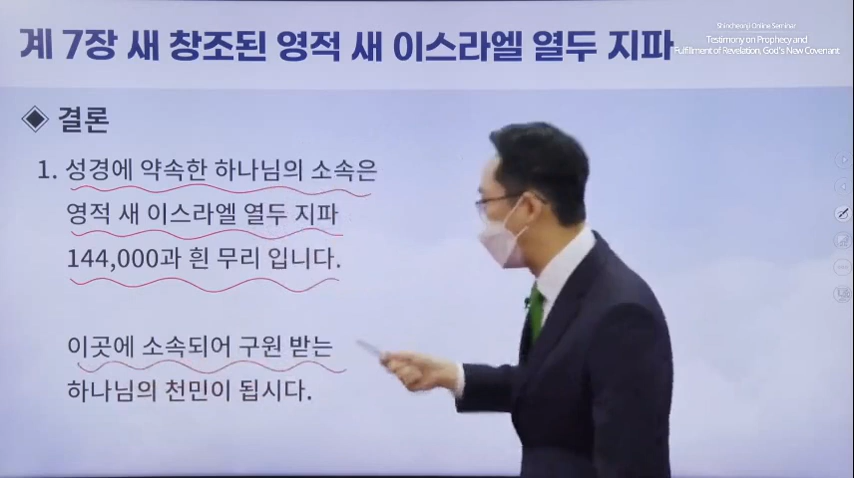 계 7장 새 창조된 영적 새 이스라엘 열두 지파
Shincheonji Online Seminar
Testimony on Prophecy and
Fulfillment of Revelation, God's New Covenant
◈ 결론
1. 성경에 약속한 하나님의 소속은
영적 새 이스라엘 열두 지파
144,000과 흰 무리 입니다.
이곳에 소속되어 구원 받는
하나님의 천민이 됩시다.